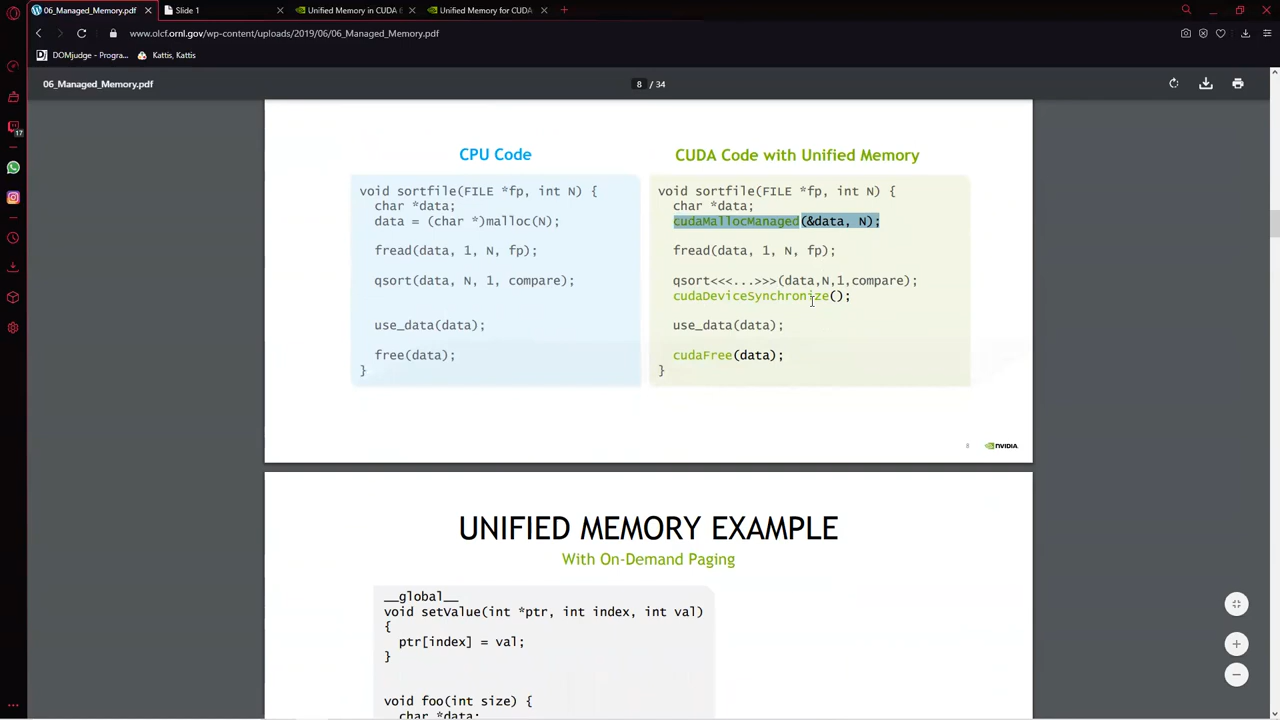 06_Managed_Memory.pdf
Slide 1
Unified Memory in CUDA 6
Unified Memory for CUDA
www.olcf.ornl.gov/wp-content/uploads/2019/06/06_Managed_Memory.pdf
DOMjudge - Progra...
Kattis, Kattis
06_Managed_Memory.pdf
8 / 34
17
CPU Code
void sortfile(FILE *fp, int N) {
char *data;
data = (char *)malloc(N);
fread(data, 1, N, fp);
qsort(data, N, 1, compare);
use_data(data);
free(data);
}
CUDA Code with Unified Memory
void sortfile(FILE *fp, int N) {
char *data;
cudaMallocManaged(&data, N);
fread(data, 1, N, fp);
qsort<<<...>>>(data,N,1,compare);
cudaDeviceSynchronize();
use_data(data);
cudaFree(data);
}
8
NVIDIA
UNIFIED MEMORY EXAMPLE
With On-Demand Paging
__global__
void setValue(int *ptr, int index, int val)
{
ptr[index] = val;
}
void foo(int size) {
char *data;